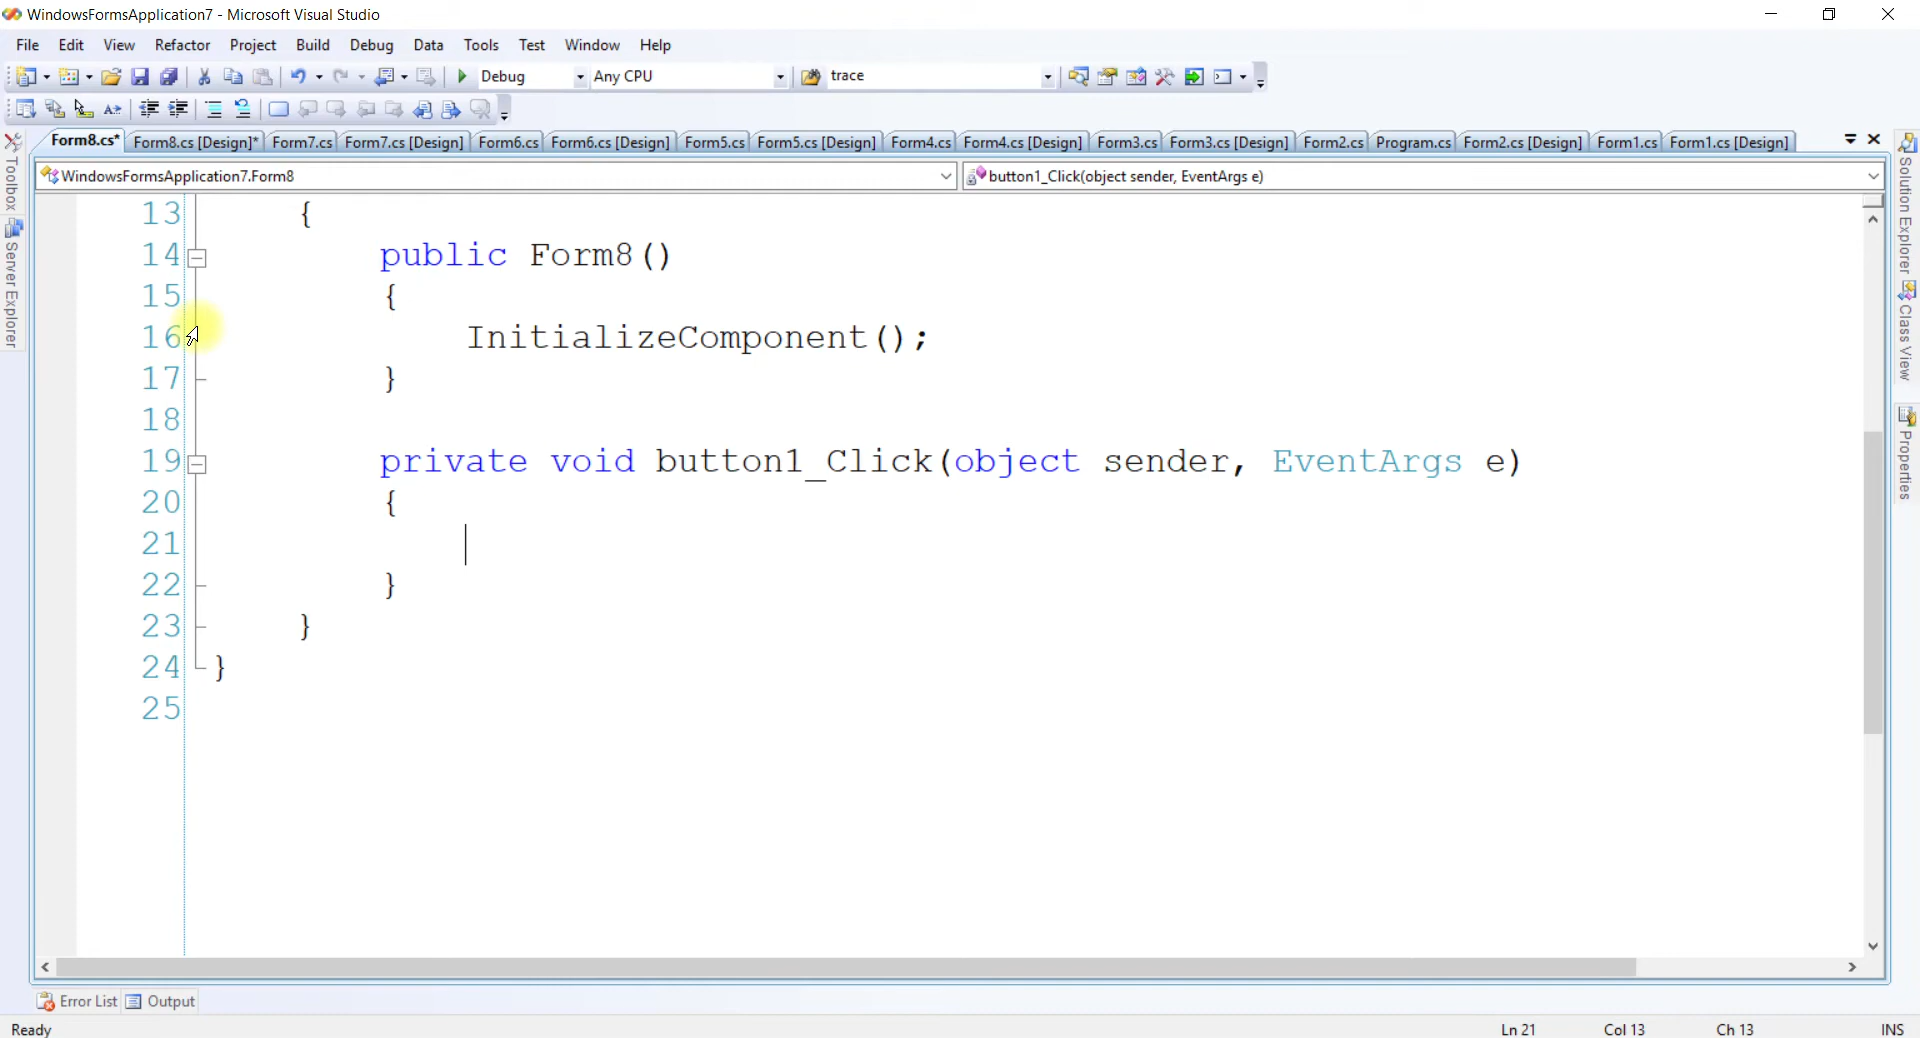 WindowsFormsApplication7 - Microsoft Visual Studio
File Edit View Refactor Project Build Debug Data Tools Test Window Help
Debug Any CPU trace
Form8.cs* Form8.cs [Design]* Form7.cs Form7.cs [Design] Form6.cs Form6.cs [Design] Form5.cs Form5.cs [Design] Form4.cs Form4.cs [Design] Form3.cs Form3.cs [Design] Form2.cs Program.cs Form2.cs [Design] Form1.cs Form1.cs [Design]
WindowsFormsApplication7.Form8 button1_Click(object sender, EventArgs e)
Toolbox
Server Explorer
Solution Explorer
Class View
Properties
13 {
14 public Form8()
15 {
16 InitializeComponent();
17 }
18
19 private void button1_Click(object sender, EventArgs e)
20 {
21
22 }
23 }
24 }
25
Error List Output
Ready Ln 21 Col 13 Ch 13 INS